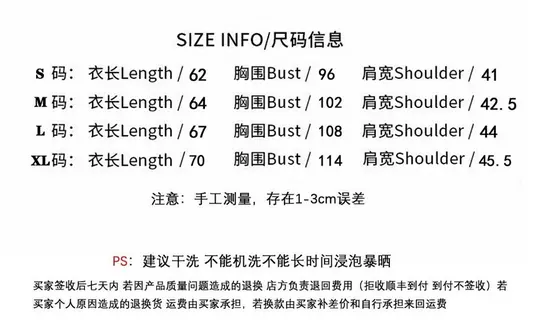 SIZE INFO/尺码信息
S 码：衣长Length / 62 胸围Bust / 96 肩宽Shoulder / 41
M 码：衣长Length / 64 胸围Bust / 102 肩宽Shoulder / 42.5
L 码：衣长Length / 67 胸围Bust / 108 肩宽Shoulder / 44
XL码：衣长Length / 70 胸围Bust / 114 肩宽Shoulder / 45.5
注意：手工测量，存在1-3cm误差
PS：建议干洗 不能机洗不能长时间浸泡暴晒
买家签收后七天内 若因产品质量问题造成的退换 店方负责退回费用（拒收顺丰到付 到付不签收）若
买家个人原因造成的退换货 运费由买家承担，若换款由买家补差价和自行承担来回运费